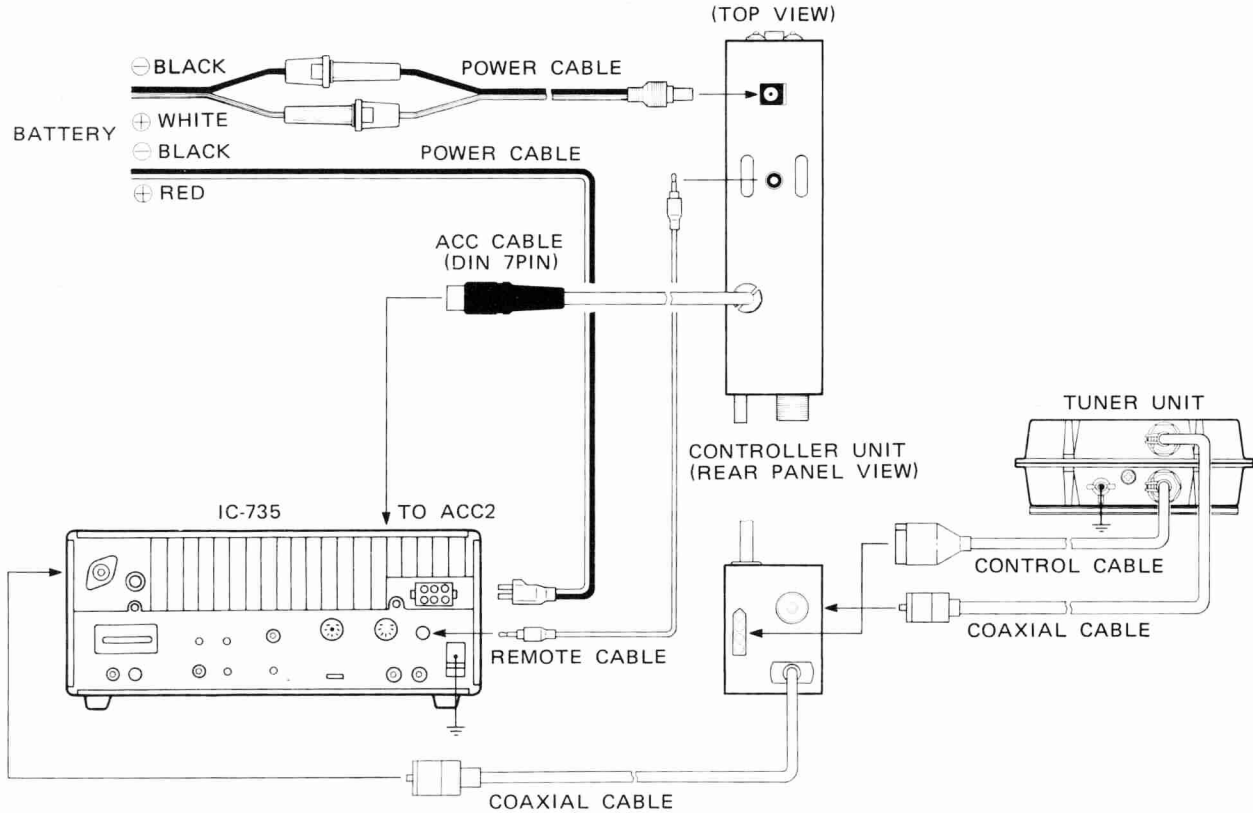 (TOP VIEW)
⊖ BLACK
POWER CABLE
BATTERY
⊕ WHITE
⊖ BLACK
POWER CABLE
⊕ RED
ACC CABLE
(DIN 7PIN)
TUNER UNIT
CONTROLLER UNIT
(REAR PANEL VIEW)
IC-735
TO ACC2
CONTROL CABLE
COAXIAL CABLE
REMOTE CABLE
COAXIAL CABLE